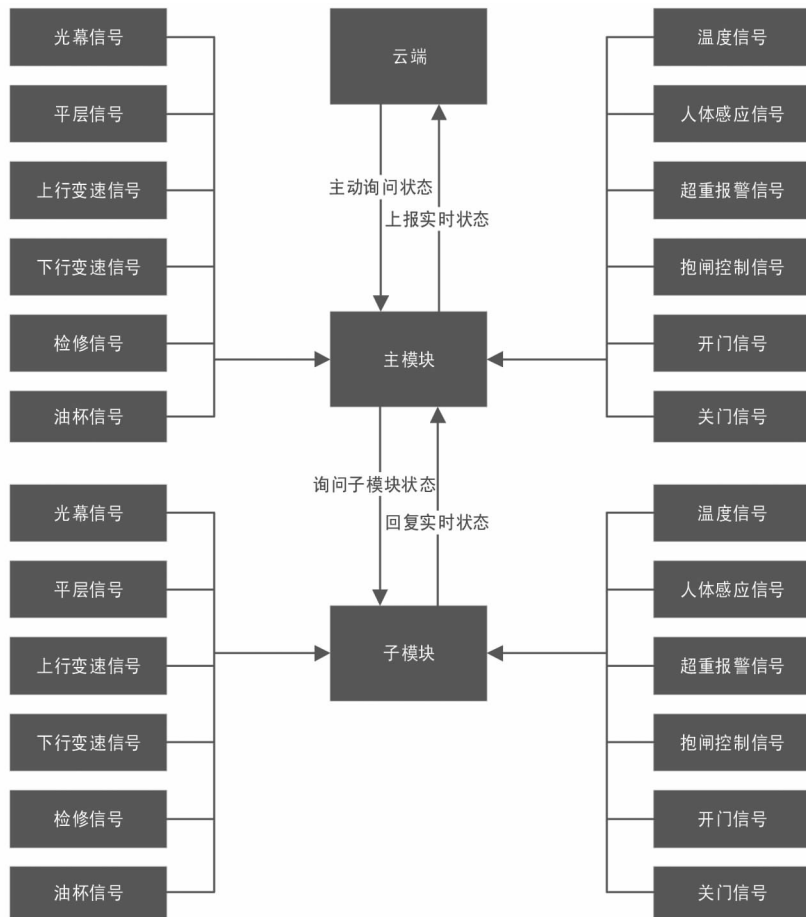 光幕信号
平层信号
上行变速信号
下行变速信号
检修信号
油杯信号
云端
主动询问状态
上报实时状态
主模块
温度信号
人体感应信号
超重报警信号
抱闸控制信号
开门信号
关门信号
询问子模块状态
回复实时状态
光幕信号
平层信号
上行变速信号
下行变速信号
检修信号
油杯信号
子模块
温度信号
人体感应信号
超重报警信号
抱闸控制信号
开门信号
关门信号